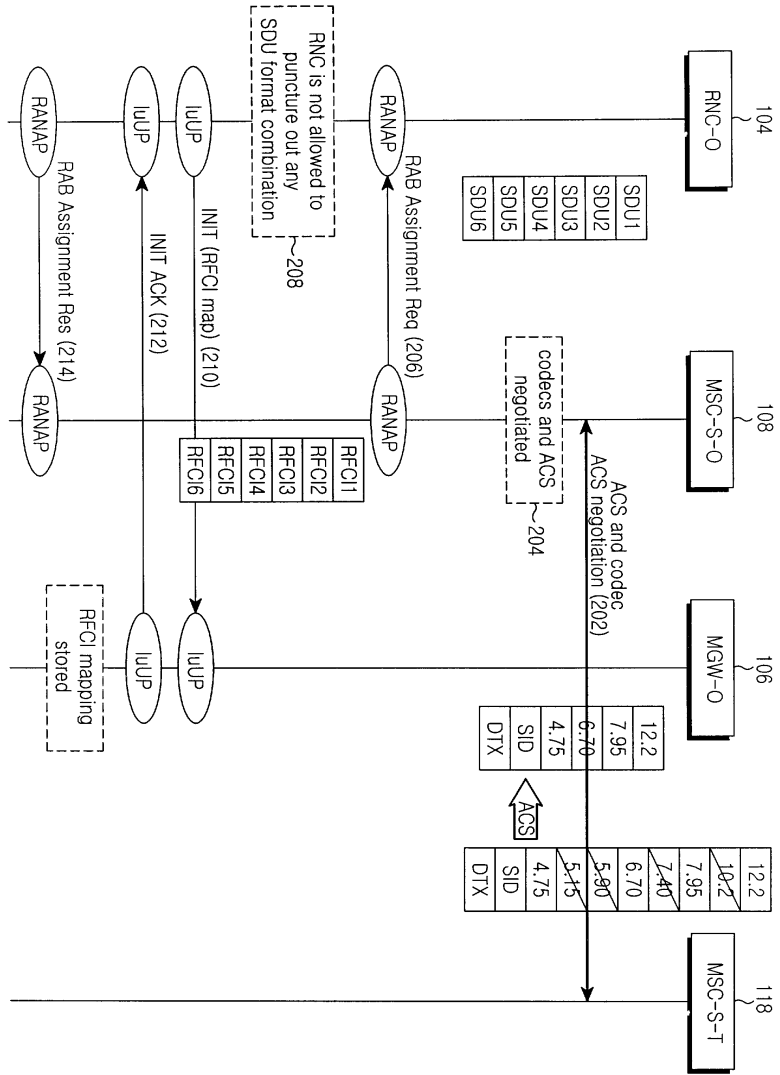 104
RNC-O
108
MSC-S-O
106
MGW-O
118
MSC-S-T
12.2
10.2
7.95
7.40
6.70
5.90
5.15
4.75
SID
DTX
ACS
12.2
7.95
6.70
4.75
SID
DTX
SDU1
SDU2
SDU3
SDU4
SDU5
SDU6
ACS and codec
ACS negotiation (202)
codecs and ACS
negotiated
204
RANAP
RAB Assignment Req (206)
RANAP
RNC is not allowed to
puncture out any
SDU format combination
208
RFCI1
RFCI2
RFCI3
RFCI4
RFCI5
RFCI6
IuUP
INIT (RFCI map) (210)
IuUP
IuUP
INIT ACK (212)
IuUP
RFCI mapping
stored
RANAP
RAB Assignment Res (214)
RANAP